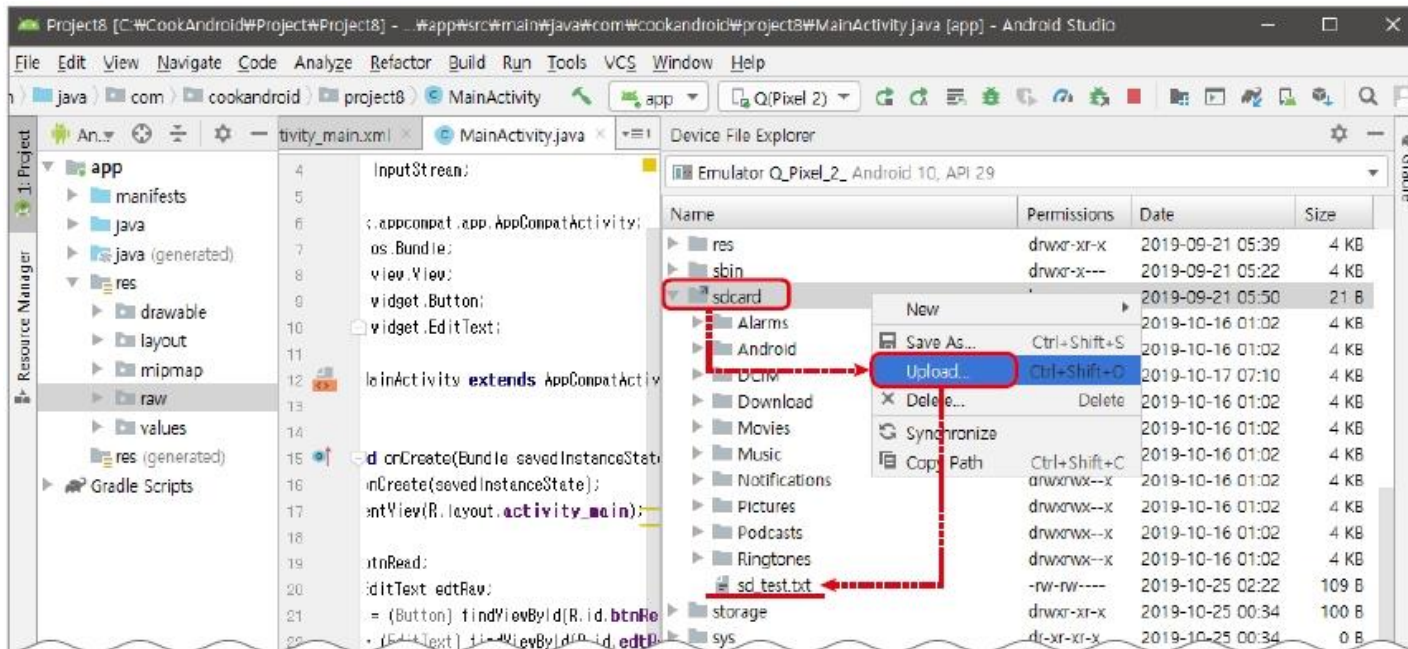 Project8 [C:₩CookAndroid₩Project₩Project8] - ...₩app₩src₩main₩java₩com₩cookandroid₩project8₩MainActivity.java [app] - Android Studio
File Edit View Navigate Code Analyze Refactor Build Run Tools VCS Window Help
java com cookandroid project8 MainActivity app Q(Pixel 2)
1: Project
Resource Manager
An..
app
manifests
java
java (generated)
res
drawable
layout
mipmap
raw
values
res (generated)
Gradle Scripts
tivity_main.xml MainActivity.java
4 InputStream;
5
6 x.appcompat.app.AppCompatActivity;
7 os.Bundle;
8 view.View;
9 widget.Button;
10 widget.EditText;
11
12 MainActivity extends AppCompatActiv
13
14
15 d onCreate(Bundle savedInstanceStat
16 onCreate(savedInstanceState);
17 entView(R.layout.activity_main);
18
19 btnRead;
20 EditText edtRaw;
21 = (Button) findViewById(R.id.btnRe
22 = (EditText) findViewById(R.id.edtR
Device File Explorer
Emulator Q_Pixel_2_ Android 10, API 29
Name Permissions Date Size
res drwxr-xr-x 2019-09-21 05:39 4 KB
sbin drwxr-x--- 2019-09-21 05:22 4 KB
sdcard 2019-09-21 05:50 21 B
Alarms 2019-10-16 01:02 4 KB
Android 2019-10-16 01:02 4 KB
DCIM 2019-10-17 07:10 4 KB
Download 2019-10-16 01:02 4 KB
Movies 2019-10-16 01:02 4 KB
Music 2019-10-16 01:02 4 KB
Notifications drwxrwx--x 2019-10-16 01:02 4 KB
Pictures drwxrwx--x 2019-10-16 01:02 4 KB
Podcasts drwxrwx--x 2019-10-16 01:02 4 KB
Ringtones drwxrwx--x 2019-10-16 01:02 4 KB
sd_test.txt -rw-rw---- 2019-10-25 02:22 109 B
storage drwxr-xr-x 2019-10-25 00:34 100 B
sys dr-xr-xr-x 2019-10-25 00:34 0 B
New
Save As... Ctrl+Shift+S
Upload... Ctrl+Shift+O
Delete... Delete
Synchronize
Copy Path Ctrl+Shift+C